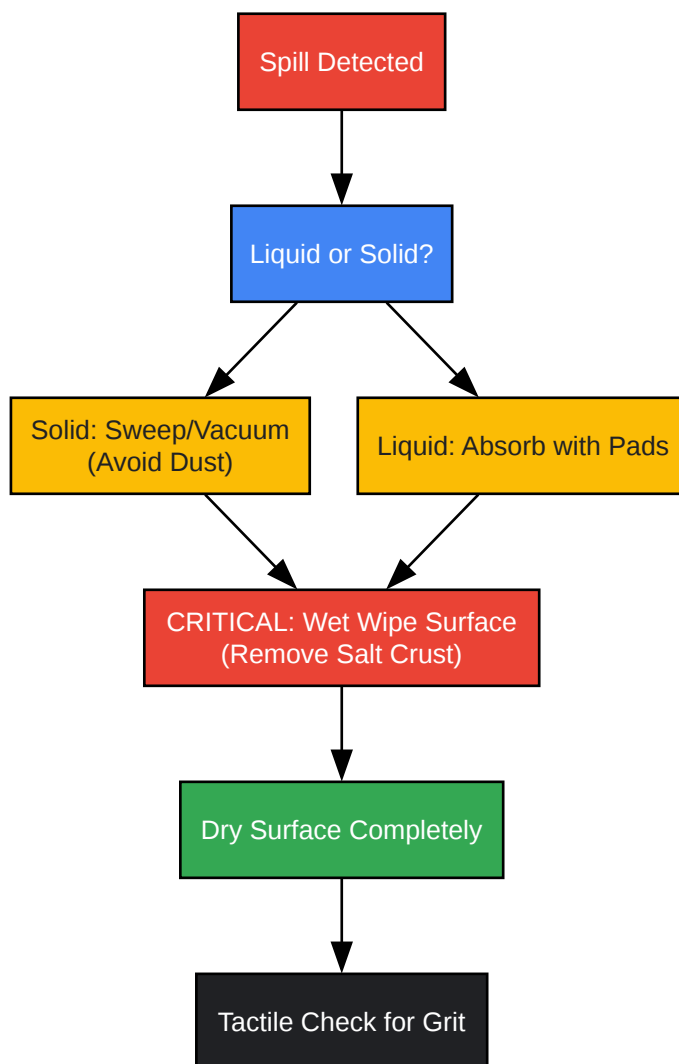 Spill Detected
Liquid or Solid?
Solid: Sweep/Vacuum
(Avoid Dust)
Liquid: Absorb with Pads
CRITICAL: Wet Wipe Surface
(Remove Salt Crust)
Dry Surface Completely
Tactile Check for Grit